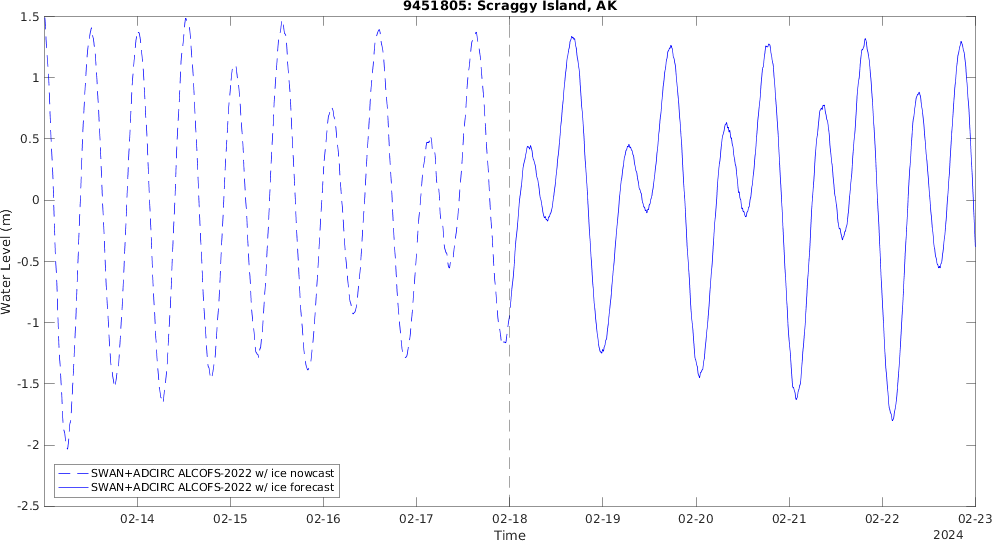 9451805: Scraggy Island, AK
1.5
1
0.5
0
-0.5
-1
-1.5
-2
-2.5
Water Level (m)
SWAN+ADCIRC ALCOFS-2022 w/ ice nowcast
SWAN+ADCIRC ALCOFS-2022 w/ ice forecast
02-14 02-15 02-16 02-17 02-18 02-19 02-20 02-21 02-22 02-23
Time
2024